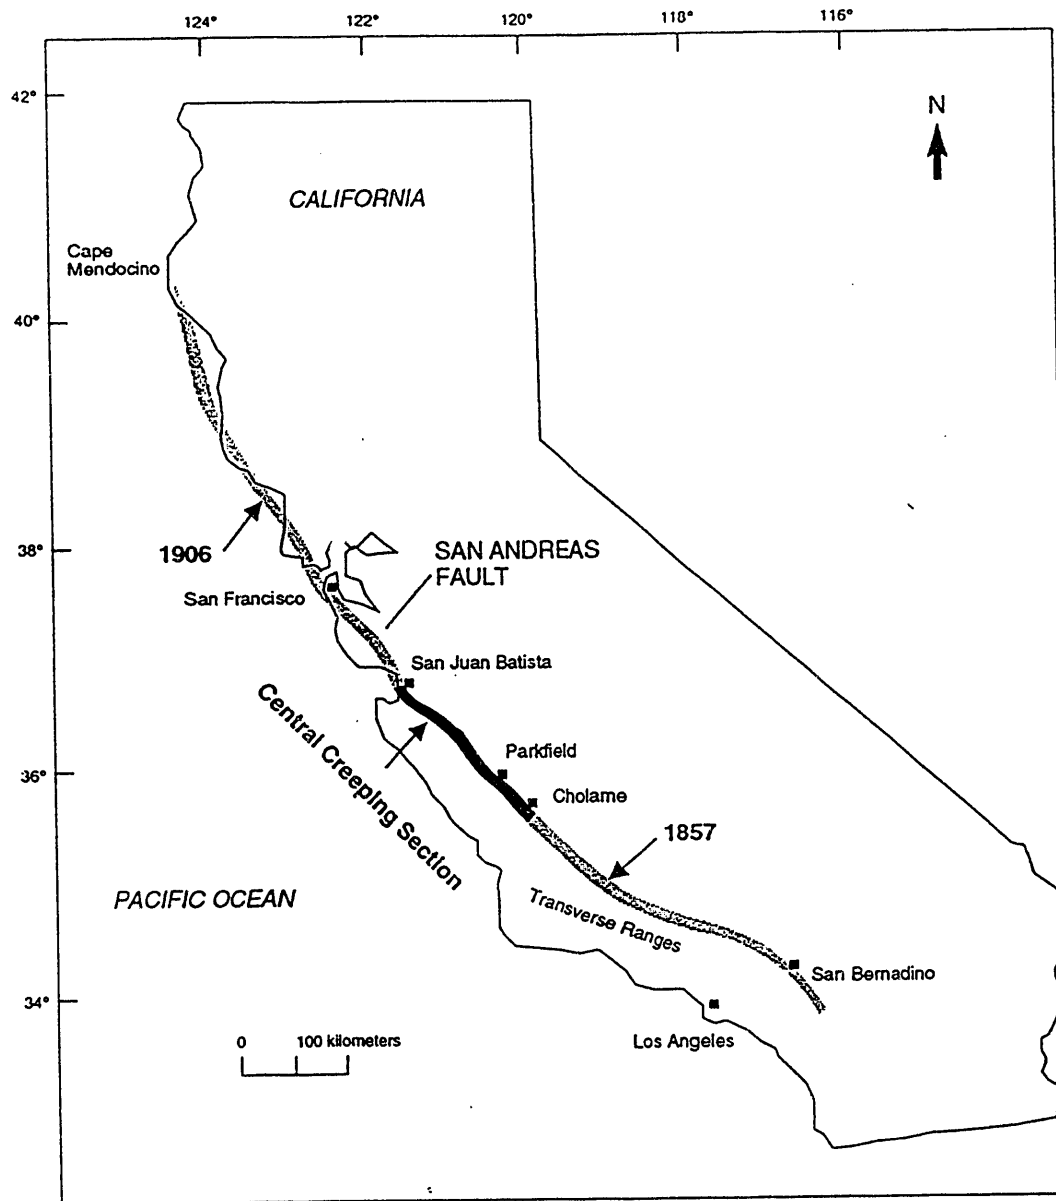 124°
122°
120°
118°
116°
42°
N
CALIFORNIA
Cape
Mendocino
40°
38°
1906
SAN ANDREAS
FAULT
San Francisco
San Juan Batista
Central Creeping Section
Parkfield
36°
Cholame
1857
PACIFIC OCEAN
Transverse Ranges
San Bernadino
34°
0 100 kilometers
Los Angeles